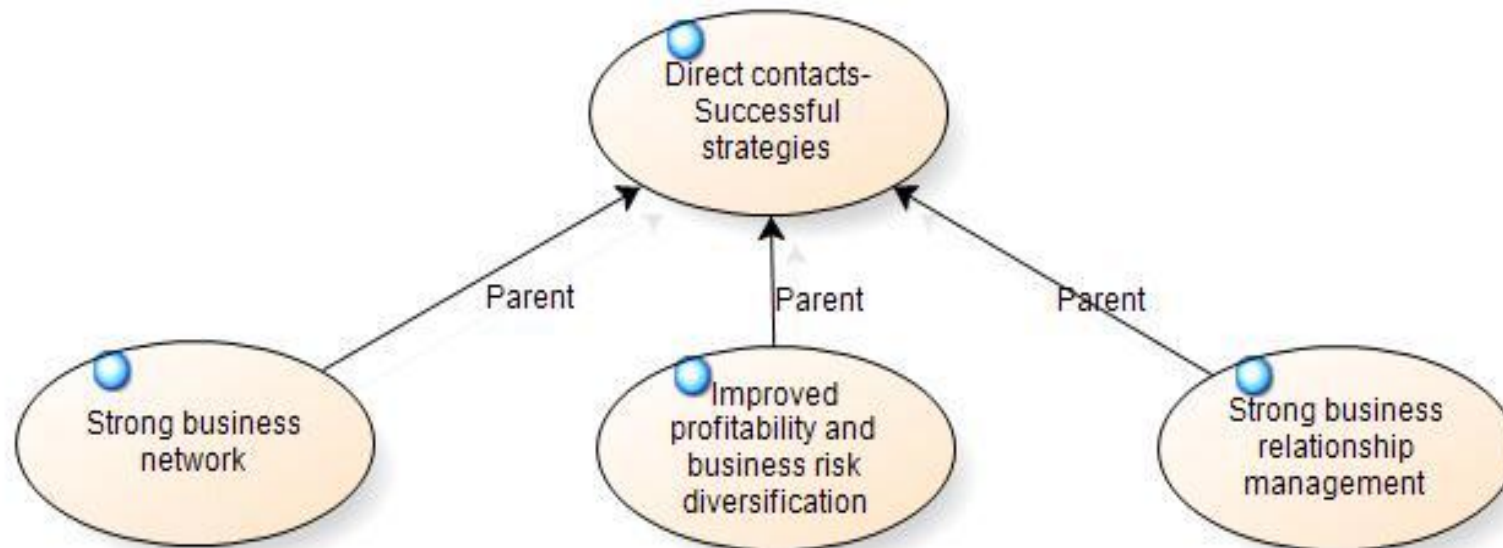 Direct contacts-
Successful
strategies
Parent
Parent
Parent
Strong business
network
Improved
profitability and
business risk
diversification
Strong business
relationship
management